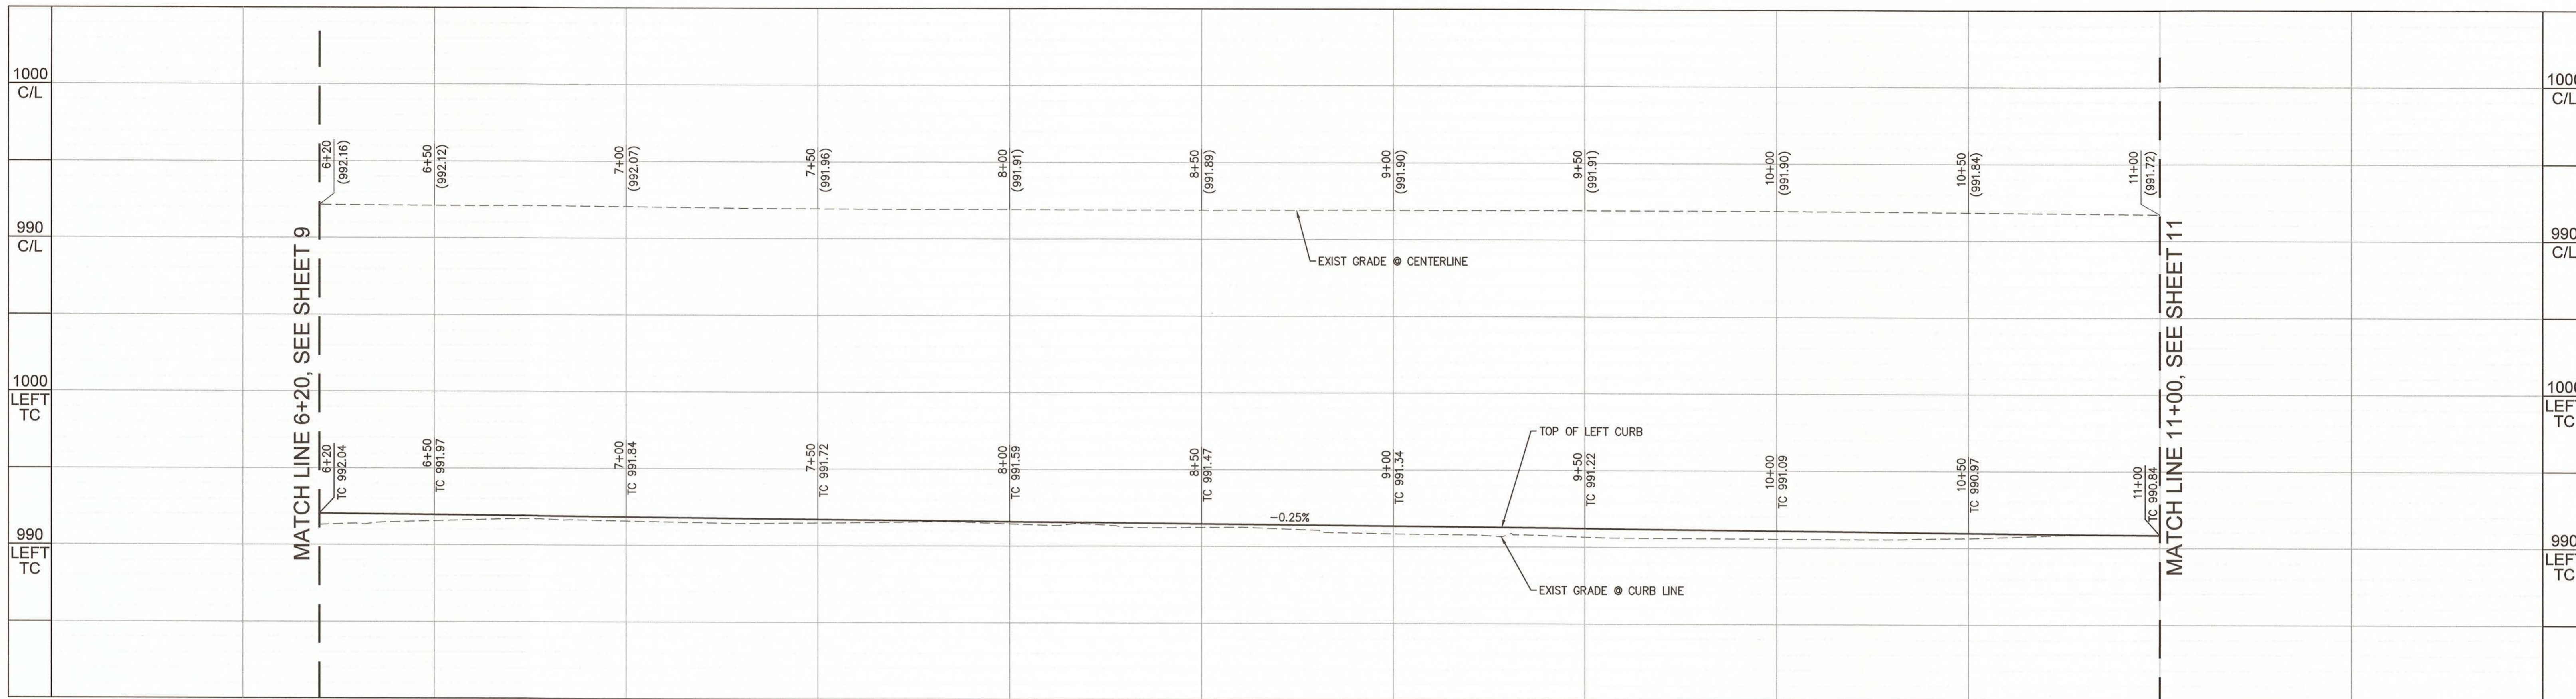 1000
C/L
990
C/L
1000
LEFT
TC
990
LEFT
TC
MATCH LINE 6+20, SEE SHEET 9
6+20
(992.16)
6+50
(992.12)
7+00
(992.07)
7+50
(991.96)
8+00
(991.91)
8+50
(991.89)
9+00
(991.90)
9+50
(991.91)
10+00
(991.90)
10+50
(991.84)
11+00
(991.72)
EXIST GRADE @ CENTERLINE
6+20
TC 992.04
6+50
TC 991.97
7+00
TC 991.84
7+50
TC 991.72
8+00
TC 991.59
8+50
TC 991.47
9+00
TC 991.34
9+50
TC 991.22
10+00
TC 991.09
10+50
TC 990.97
11+00
TC 990.84
TOP OF LEFT CURB
-0.25%
EXIST GRADE @ CURB LINE
MATCH LINE 11+00, SEE SHEET 11
1000
C/L
990
C/L
1000
LEFT
TC
990
LEFT
TC